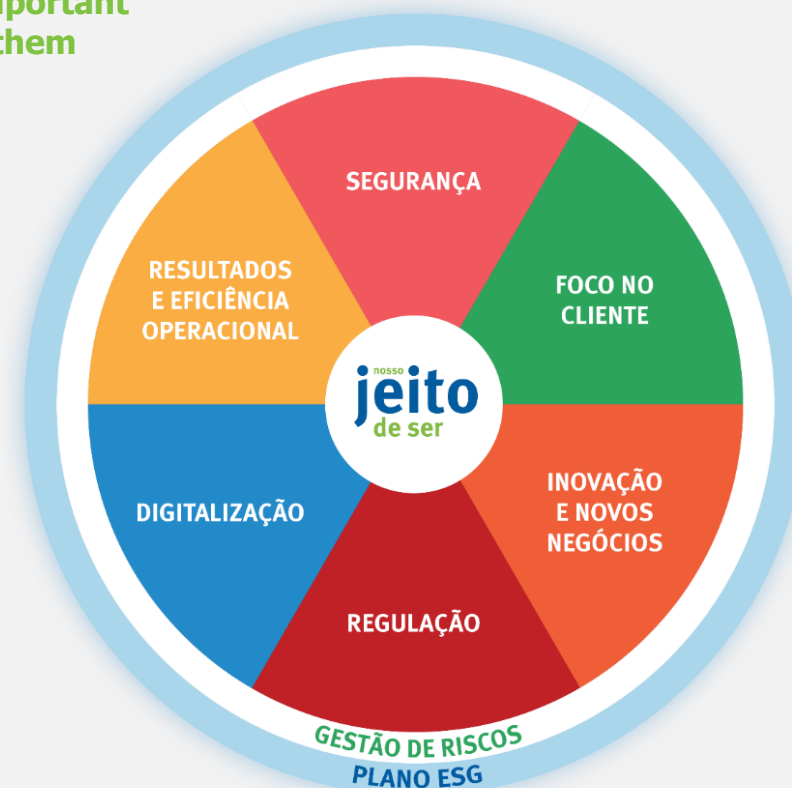 them
SEGURANÇA
FOCO NO
CLIENTE
INOVAÇÃO
E NOVOS
NEGÓCIOS
REGULAÇÃO
DIGITALIZAÇÃO
RESULTADOS
E EFICIÊNCIA
OPERACIONAL
nosso
jeito
de ser
GESTÃO DE RISCOS
PLANO ESG